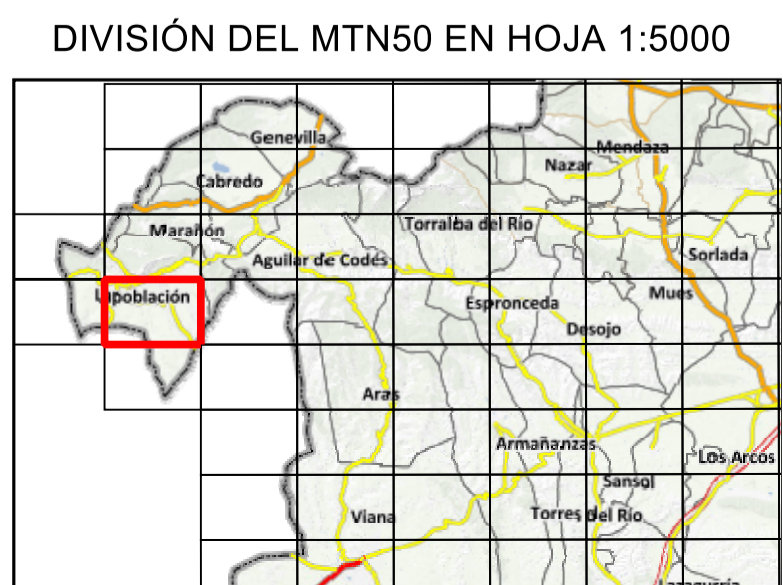 DIVISIÓN DEL MTN50 EN HOJA 1:5000
Genevilla
Mendaza
Nazar
Cabredo
Torralba del Río
Marañón
Aguilar de Codés
Sorlada
Lapoblación
Mues
Espronceda
Desojo
Aras
Armañanzas
Los Arcos
Sansol
Viana
Torres del Río